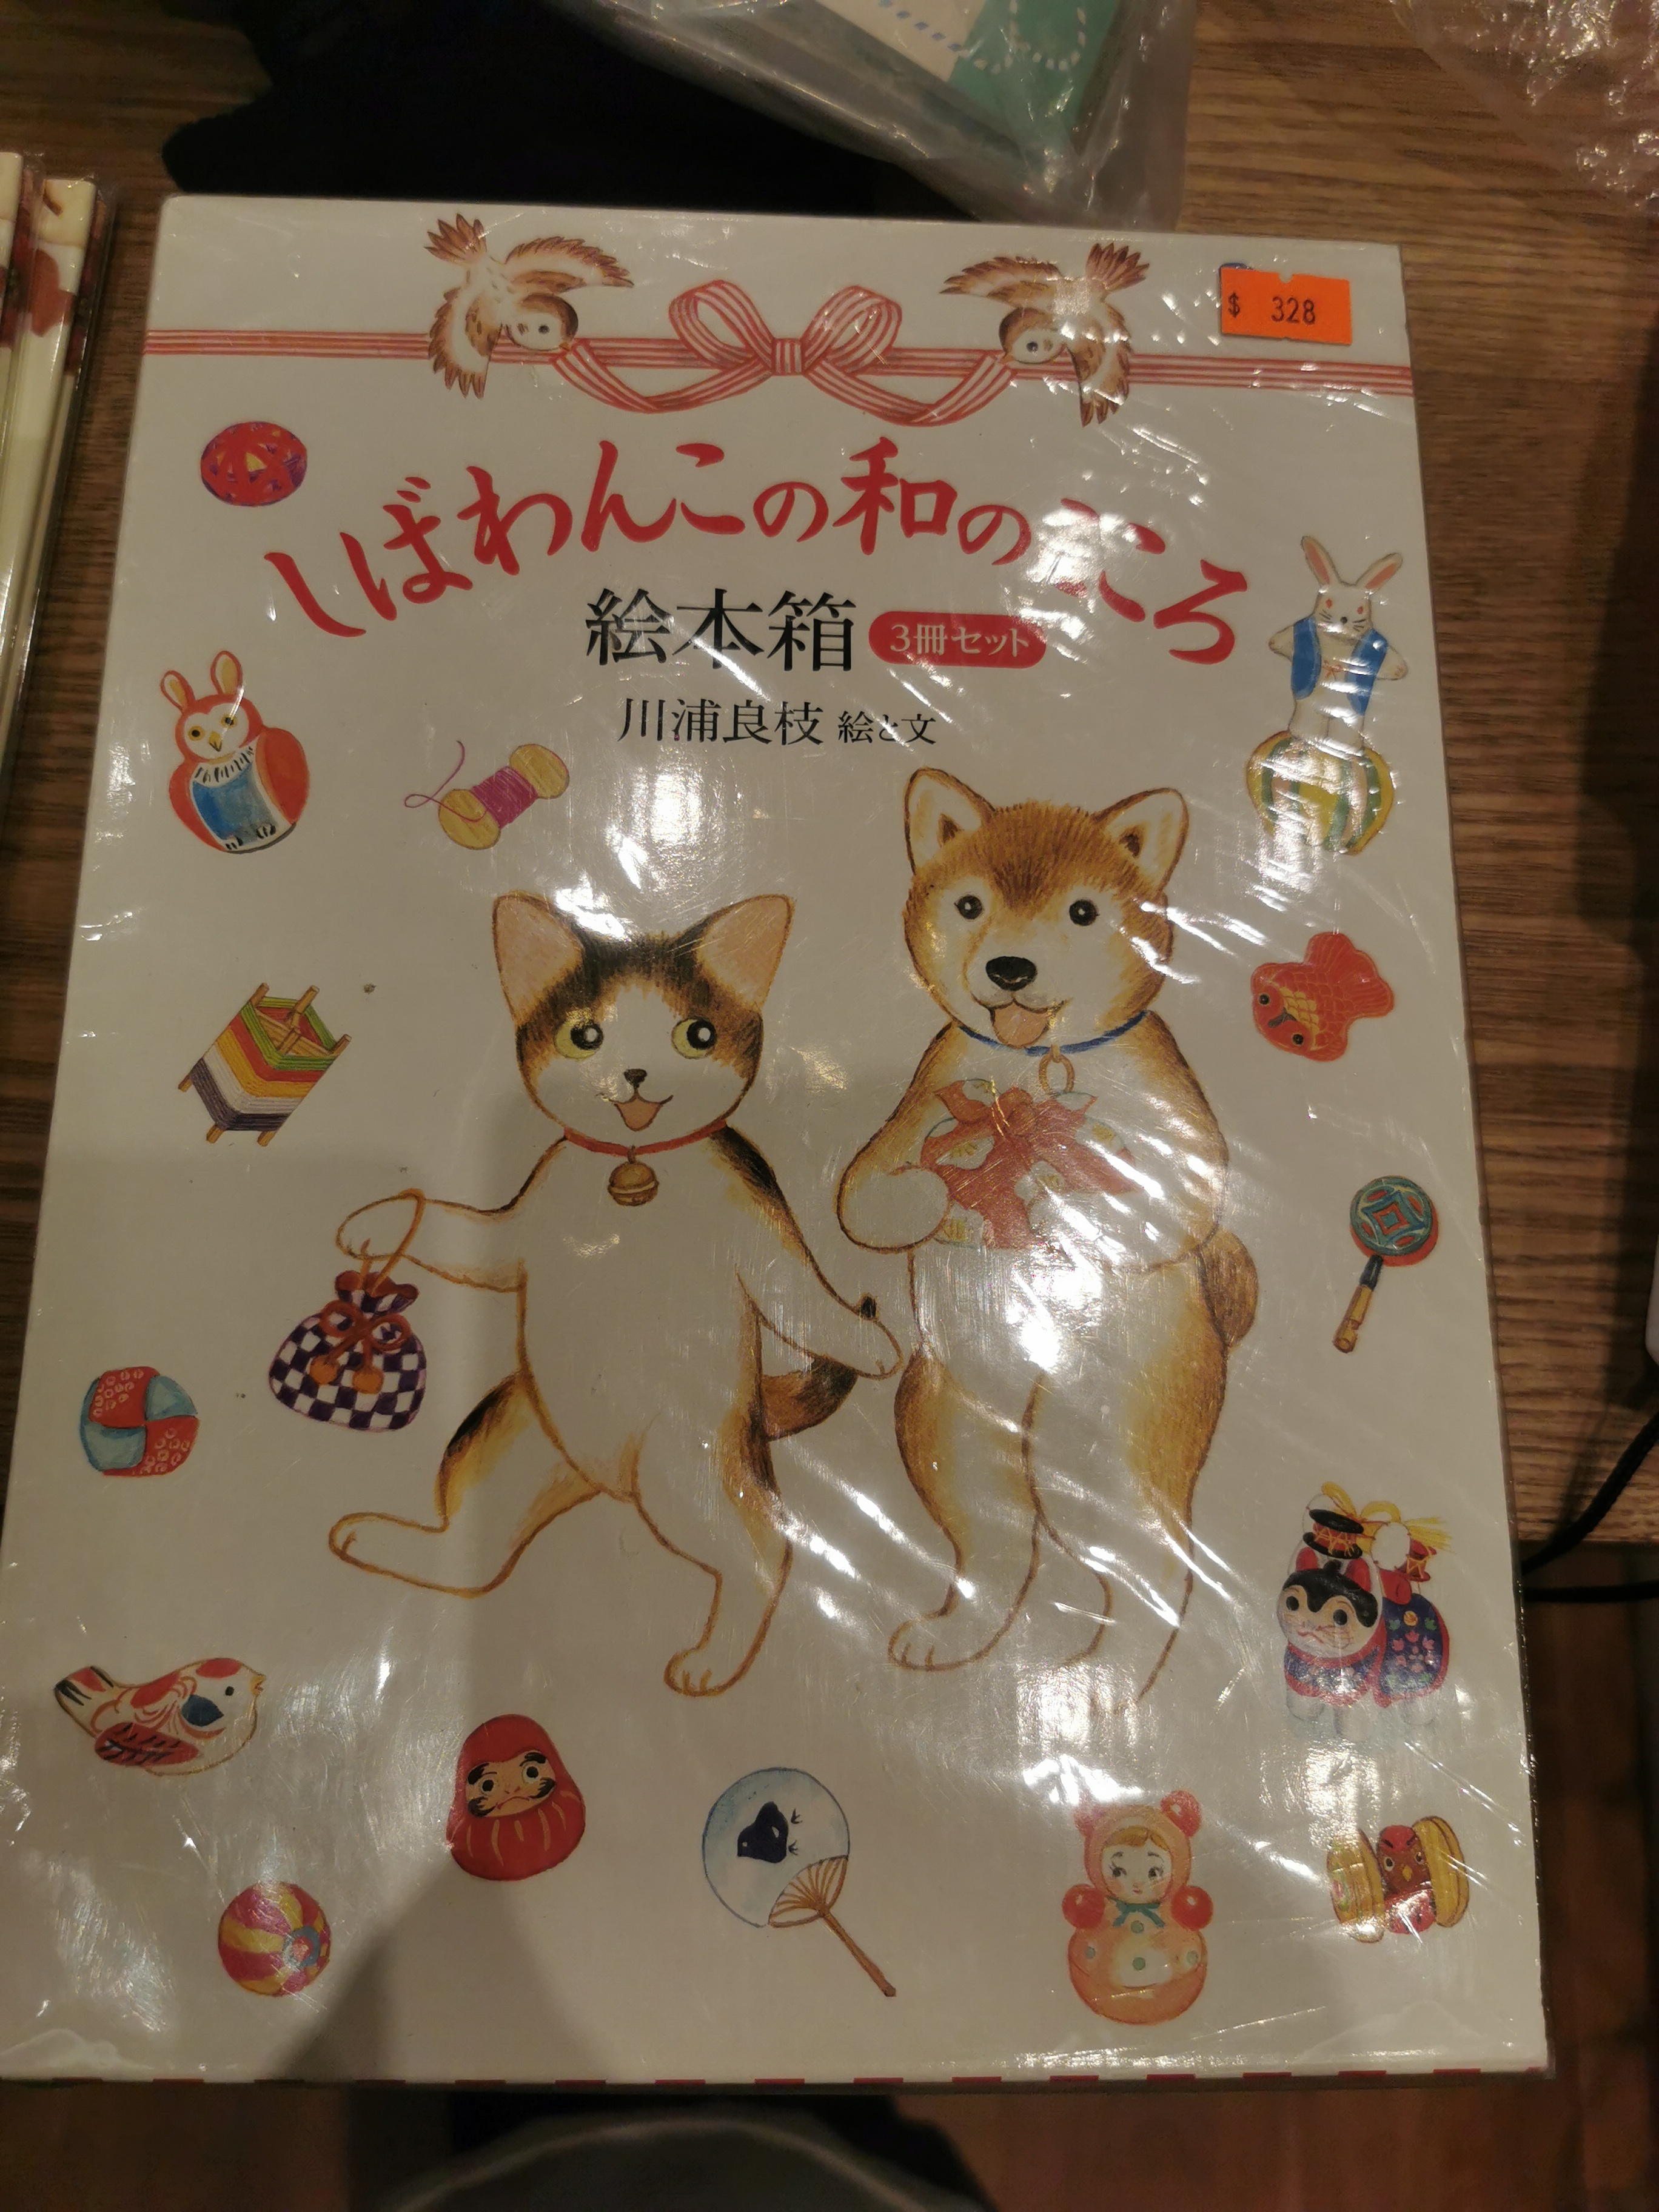 $ 328
しばわんこの和のこころ
絵本箱 3冊セット
川浦良枝 絵と文